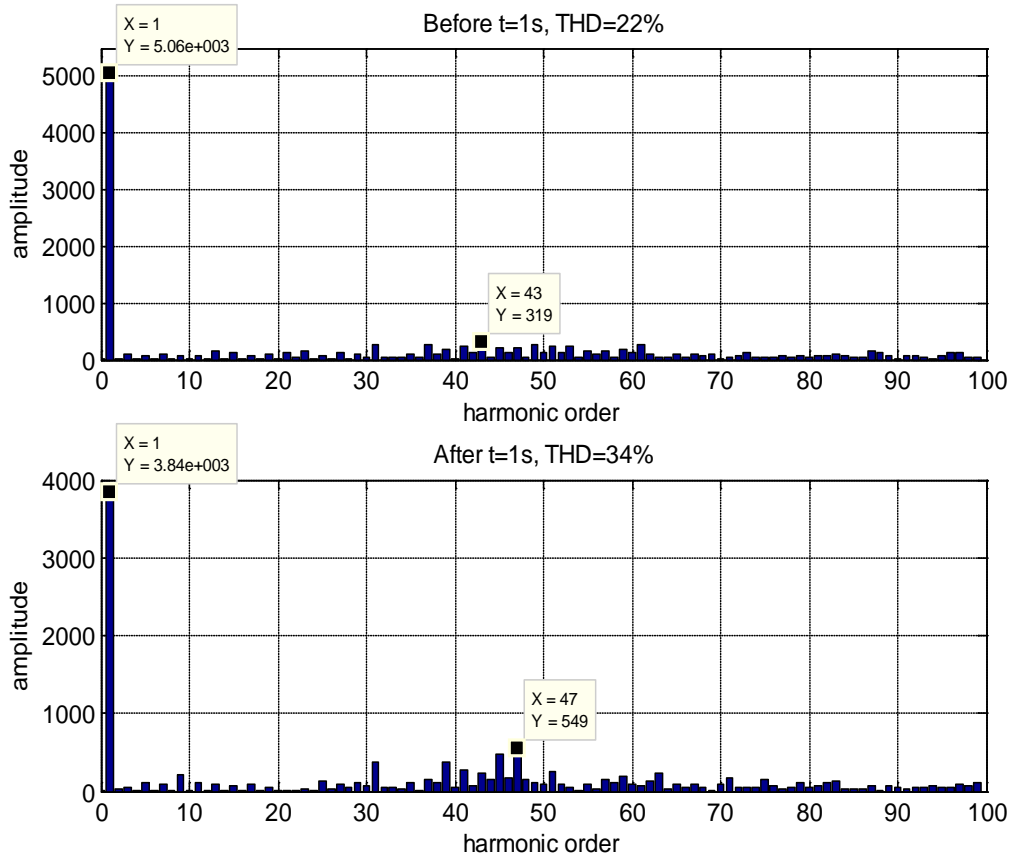 X = 1
Y = 5.06e+003
Before t=1s, THD=22%
5000
4000
3000
2000
1000
0
amplitude
X = 43
Y = 319
0 10 20 30 40 50 60 70 80 90 100
harmonic order
X = 1
Y = 3.84e+003
After t=1s, THD=34%
4000
3000
2000
1000
0
amplitude
X = 47
Y = 549
0 10 20 30 40 50 60 70 80 90 100
harmonic order